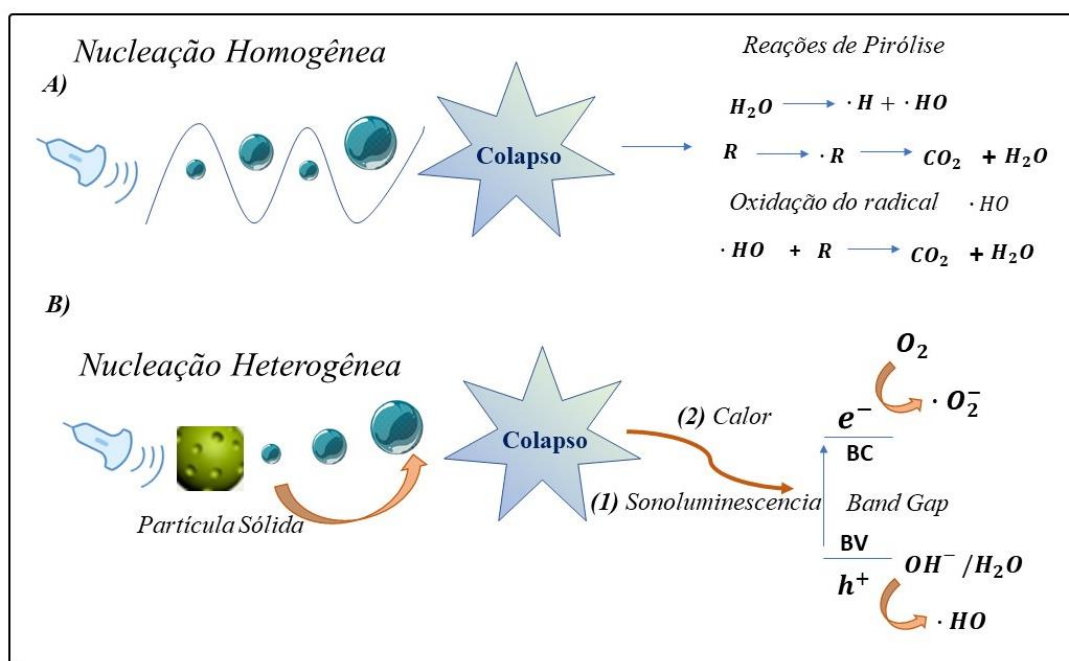 Nucleação Homogênea
A)
Colapso
Reações de Pirólise
H₂O → ·H + ·HO
R → ·R → CO₂ + H₂O
Oxidação do radical ·HO
·HO + R → CO₂ + H₂O
B)
Nucleação Heterogênea
Partícula Sólida
Colapso
(2) Calor
(1) Sonoluminescencia
O₂
·O₂⁻
e⁻
BC
Band Gap
BV
h⁺
OH⁻/H₂O
·HO